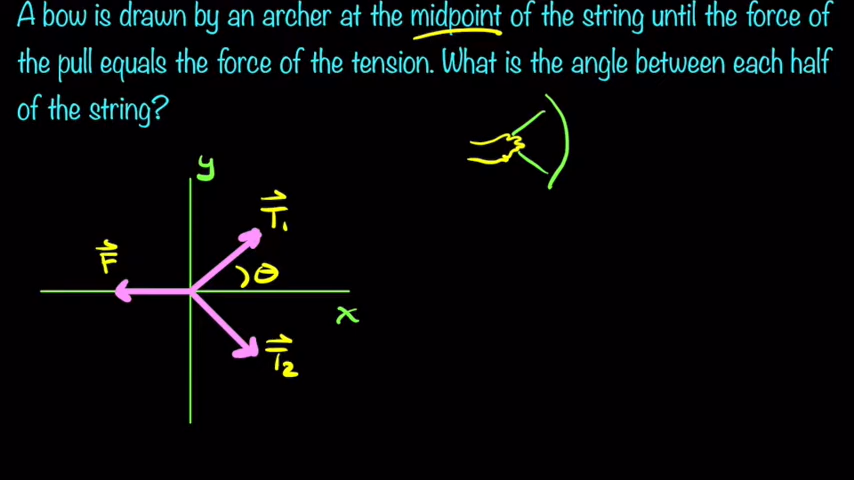 A bow is drawn by an archer at the midpoint of the string until the force of
the pull equals the force of the tension. What is the angle between each half
of the string?
y
T₁
F
θ
x
T₂